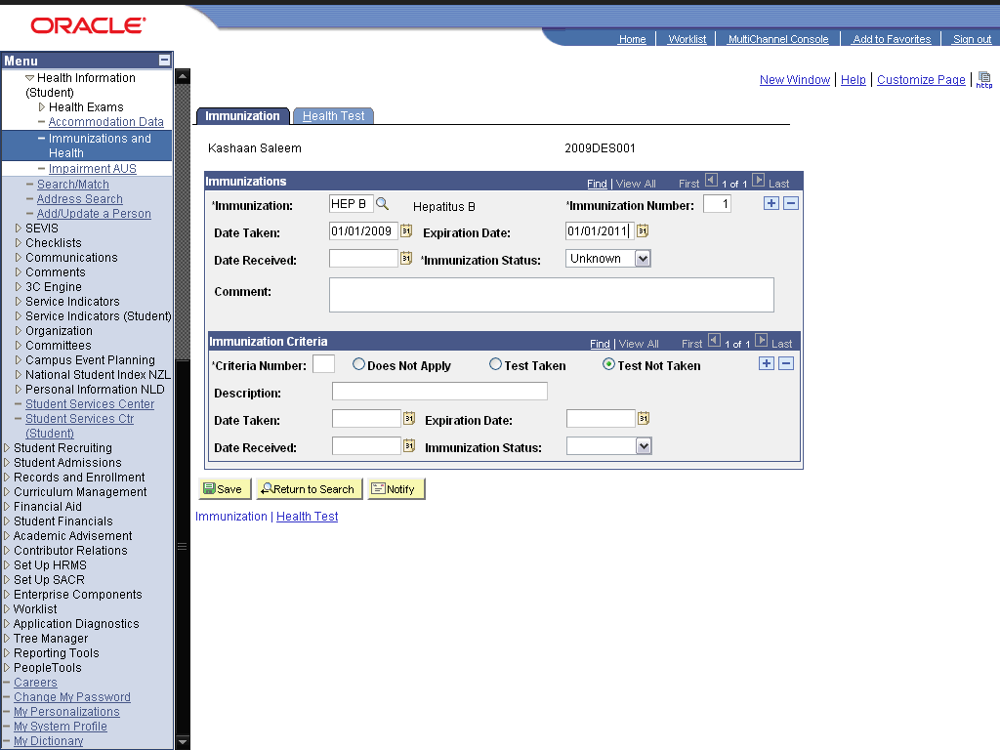 ORACLE®
Home | Worklist | MultiChannel Console | Add to Favorites | Sign out
Menu
Health Information
(Student)
Health Exams
Accommodation Data
Immunizations and
Health
Impairment AUS
Search/Match
Address Search
Add/Update a Person
SEVIS
Checklists
Communications
Comments
3C Engine
Service Indicators
Service Indicators (Student)
Organization
Committees
Campus Event Planning
National Student Index NZL
Personal Information NLD
Student Services Center
Student Services Ctr
(Student)
Student Recruiting
Student Admissions
Records and Enrollment
Curriculum Management
Financial Aid
Student Financials
Academic Advisement
Contributor Relations
Set Up HRMS
Set Up SACR
Enterprise Components
Worklist
Application Diagnostics
Tree Manager
Reporting Tools
PeopleTools
Careers
Change My Password
My Personalizations
My System Profile
My Dictionary
New Window | Help | Customize Page | http
Immunization Health Test
Kashaan Saleem 2009DES001
Immunizations Find | View All First 1 of 1 Last
*Immunization: HEP B Hepatitus B *Immunization Number: 1
Date Taken: 01/01/2009 31 Expiration Date: 01/01/2011 31
Date Received: 31 *Immunization Status: Unknown
Comment:
Immunization Criteria Find | View All First 1 of 1 Last
*Criteria Number: Does Not Apply Test Taken Test Not Taken
Description:
Date Taken: 31 Expiration Date: 31
Date Received: 31 Immunization Status:
Save Return to Search Notify
Immunization | Health Test